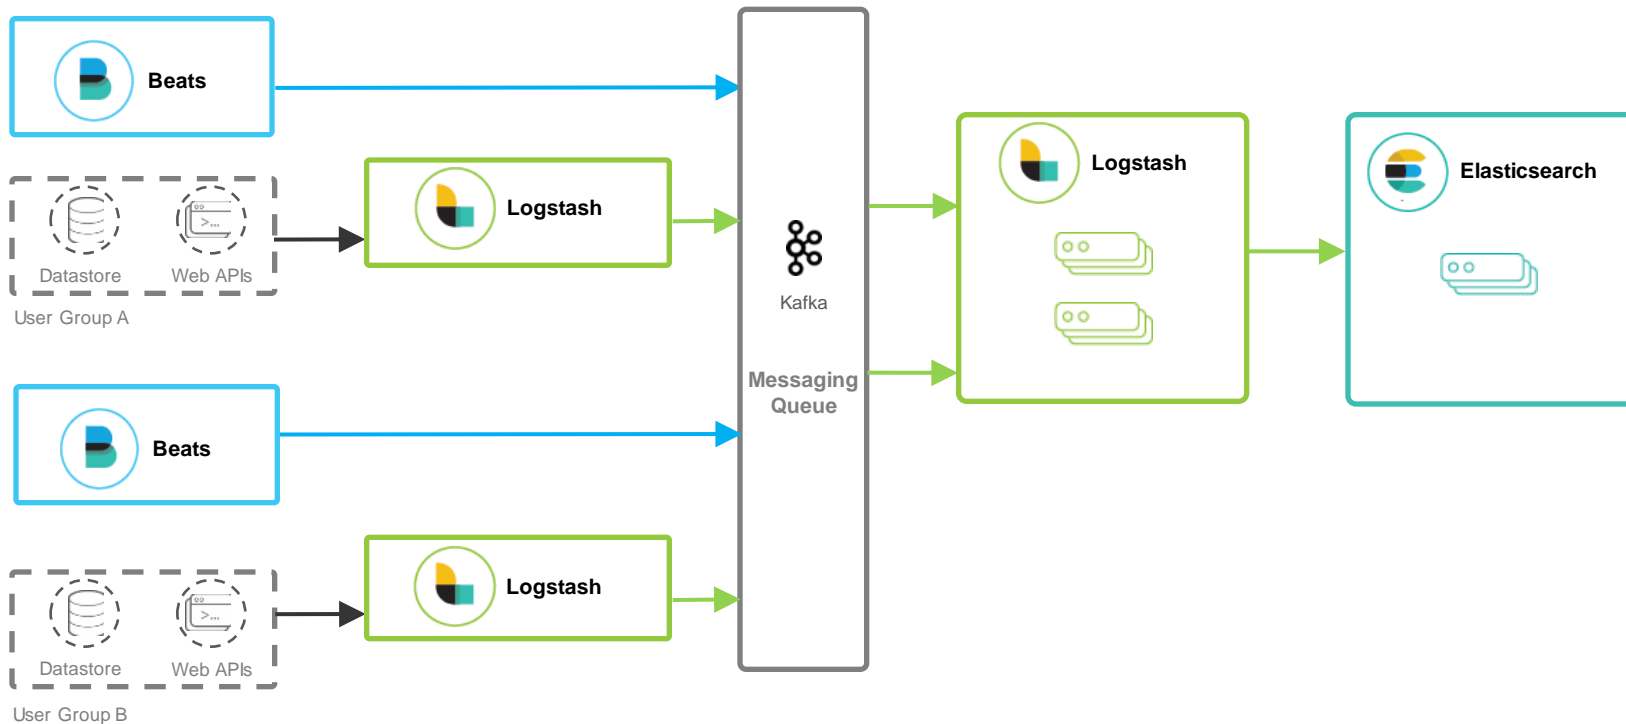 Beats
Logstash
Datastore
Web APIs
User Group A
Kafka
Messaging
Queue
Logstash
Elasticsearch
Beats
Logstash
Datastore
Web APIs
User Group B